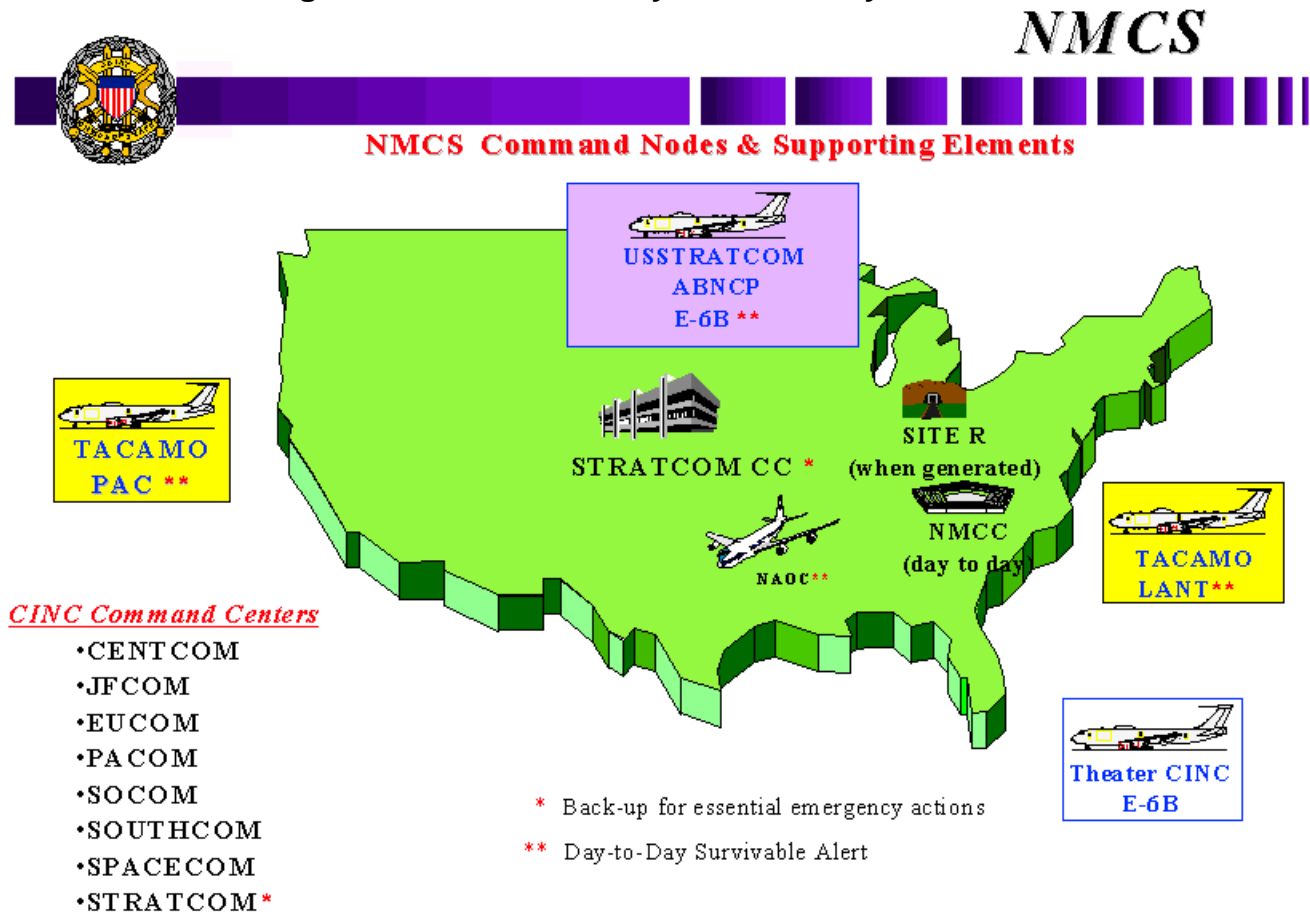 NMCS
NMCS Command Nodes & Supporting Elements
USSTRATCOM
ABNCP
E-6B **
TACAMO
PAC **
STRATCOM CC *
SITE R
(when generated)
NMCC
(day to day)
NAOC**
TACAMO
LANT**
CINC Command Centers
•CENTCOM
•JFCOM
•EUCOM
•PACOM
•SOCOM
•SOUTHCOM
•SPACECOM
•STRATCOM*
Theater CINC
E-6B
* Back-up for essential emergency actions
** Day-to-Day Survivable Alert